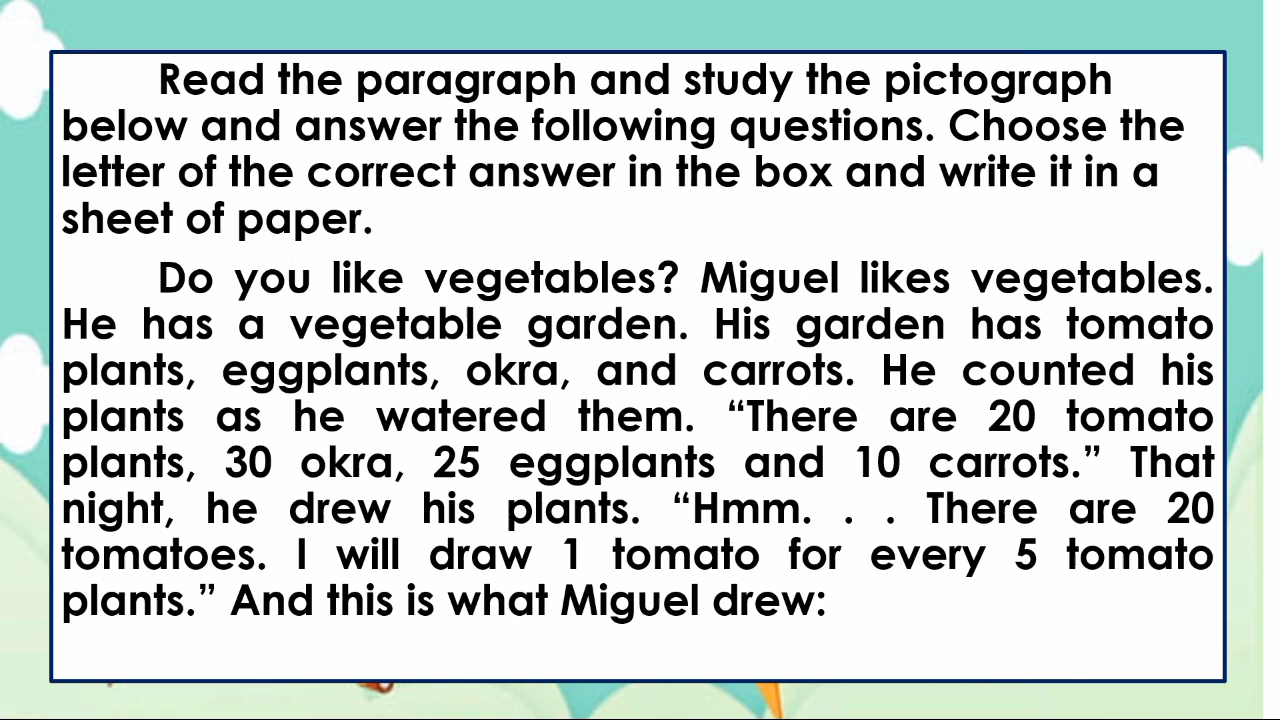 Read the paragraph and study the pictograph
below and answer the following questions. Choose the
letter of the correct answer in the box and write it in a
sheet of paper.
Do you like vegetables? Miguel likes vegetables.
He has a vegetable garden. His garden has tomato
plants, eggplants, okra, and carrots. He counted his
plants as he watered them. “There are 20 tomato
plants, 30 okra, 25 eggplants and 10 carrots.” That
night, he drew his plants. “Hmm. . . There are 20
tomatoes. I will draw 1 tomato for every 5 tomato
plants.” And this is what Miguel drew: